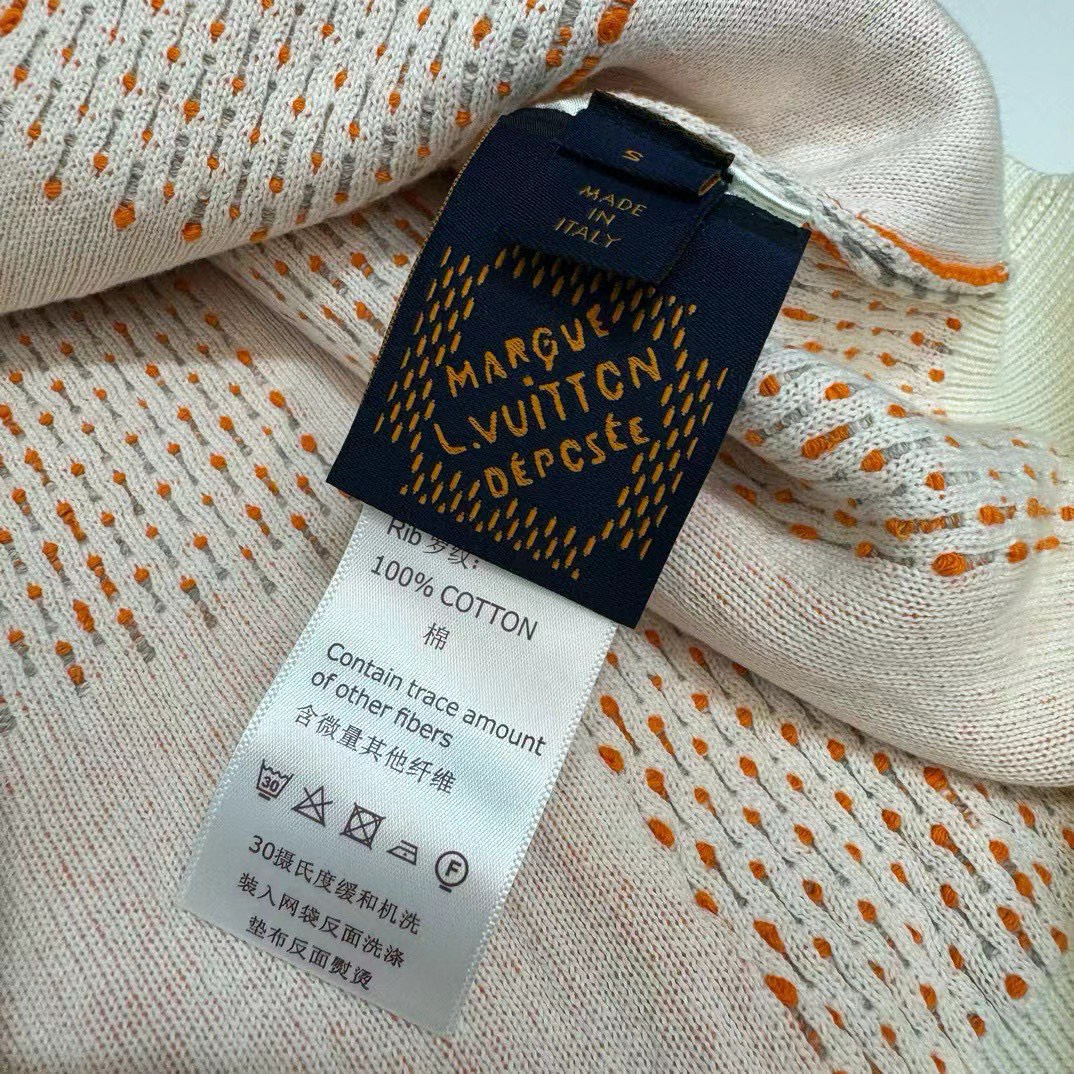 S
MADE
IN
ITALY
MARQUE
L.VUITTON
DÉPOSÉE
Rib 罗纹:
100% COTTON
棉
Contain trace amount
of other fibers
含微量其他纤维
30
F
30摄氏度缓和机洗
装入网袋反面洗涤
垫布反面熨烫